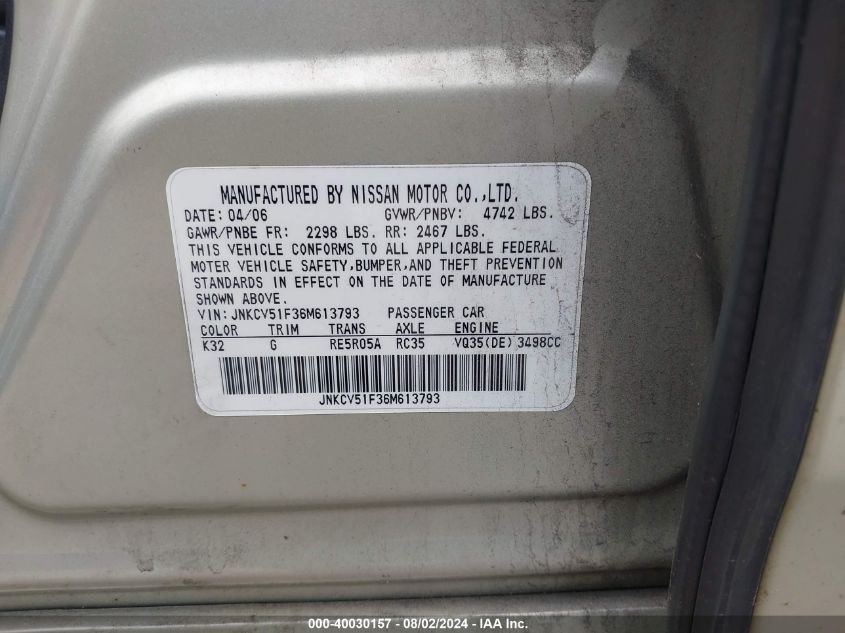 MANUFACTURED BY NISSAN MOTOR CO.,LTD.
DATE: 04/06 GVWR/PNBV: 4742 LBS.
GAWR/PNBE FR: 2298 LBS. RR: 2467 LBS.
THIS VEHICLE CONFORMS TO ALL APPLICABLE FEDERAL
MOTOR VEHICLE SAFETY,BUMPER,AND THEFT PREVENTION
STANDARDS IN EFFECT ON THE DATE OF MANUFACTURE
SHOWN ABOVE.
VIN: JNKCV51F36M613793 PASSENGER CAR
COLOR TRIM TRANS AXLE ENGINE
K32 G RE5R05A RC35 VQ35(DE) 3498CC
JNKCV51F36M613793
000-40030157 - 08/02/2024 - IAA Inc.